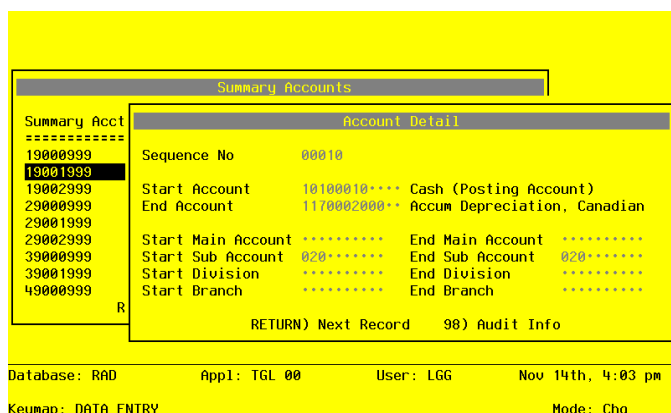 Summary Accounts
Summary Acct
============
19000999
19001999
19002999
29000999
29001999
29002999
39000999
39001999
49000999
R
Account Detail
Sequence No 00010
Start Account 10100010···· Cash (Posting Account)
End Account 1170002000·· Accum Depreciation, Canadian
Start Main Account ·········· End Main Account ··········
Start Sub Account 020······· End Sub Account 020·······
Start Division ·········· End Division ··········
Start Branch ·········· End Branch ··········
RETURN) Next Record 98) Audit Info
Database: RAD Appl: TGL 00 User: LGG Nov 14th, 4:03 pm
Keymap: DATA ENTRY Mode: Chg